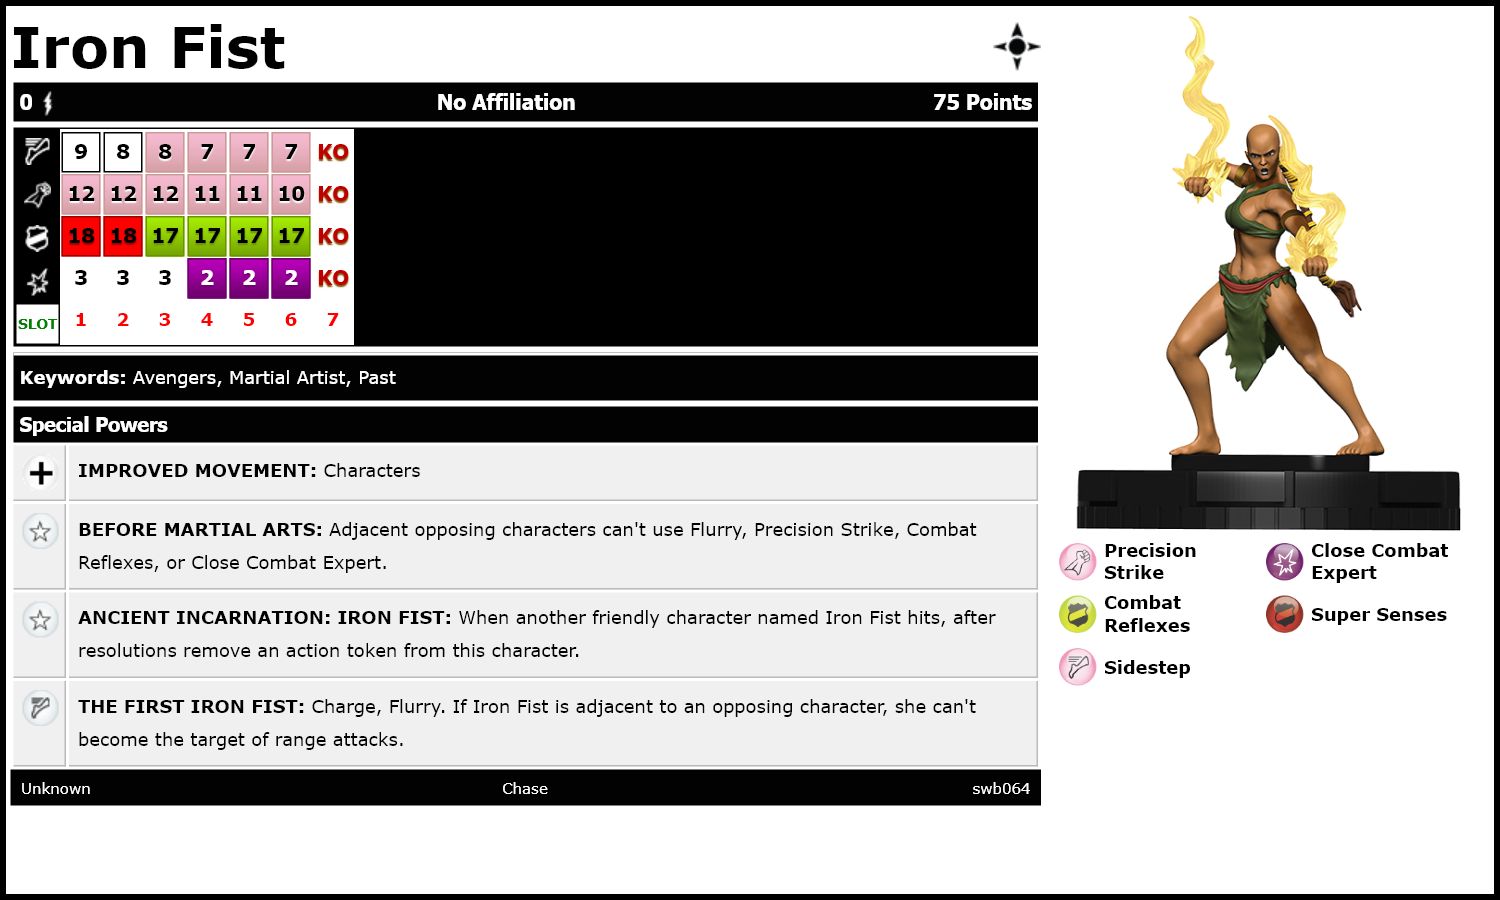 Iron Fist
0 No Affiliation 75 Points
9 8 8 7 7 7 KO
12 12 12 11 11 10 KO
18 18 17 17 17 17 KO
3 3 3 2 2 2 KO
SLOT 1 2 3 4 5 6 7
Keywords: Avengers, Martial Artist, Past
Special Powers
IMPROVED MOVEMENT: Characters
BEFORE MARTIAL ARTS: Adjacent opposing characters can't use Flurry, Precision Strike, Combat
Reflexes, or Close Combat Expert.
ANCIENT INCARNATION: IRON FIST: When another friendly character named Iron Fist hits, after
resolutions remove an action token from this character.
THE FIRST IRON FIST: Charge, Flurry. If Iron Fist is adjacent to an opposing character, she can't
become the target of range attacks.
Unknown Chase swb064
Precision
Strike
Close Combat
Expert
Combat
Reflexes
Super Senses
Sidestep